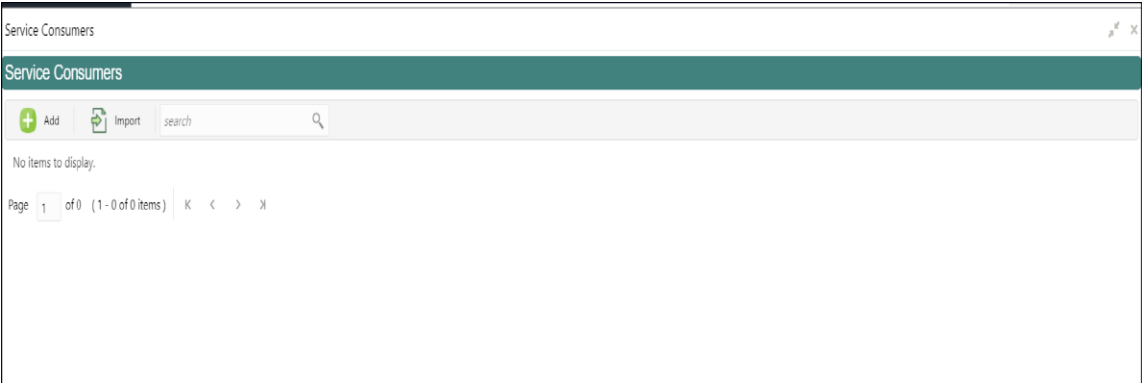 Service Consumers
Service Consumers
Add Import search
No items to display.
Page 1 of 0 ( 1 - 0 of 0 items )